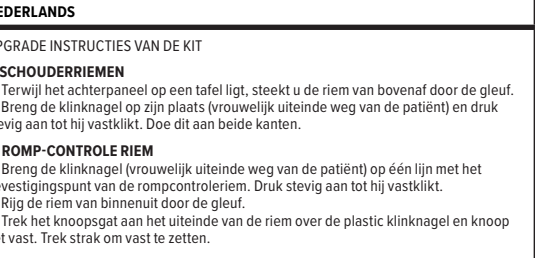 EDERLANDS
PGRADE INSTRUCTIES VAN DE KIT
SCHOUDERRIEMEN
Terwijl het achterpaneel op een tafel ligt, steekt u de riem van bovenaf door de gleuf.
Breng de klinknagel op zijn plaats (vrouwelijk uiteinde weg van de patiënt) en druk
evig aan tot hij vastklikt. Doe dit aan beide kanten.
ROMP-CONTROLE RIEM
Breng de klinknagel (vrouwelijk uiteinde weg van de patiënt) op één lijn met het
evestigingspunt van de rompcontroleriem. Druk stevig aan tot hij vastklikt.
Rijg de riem van binnenuit door de gleuf.
Trek het knoopsgat aan het uiteinde van de riem over de plastic klinknagel en knoop
t vast. Trek strak om vast te zetten.